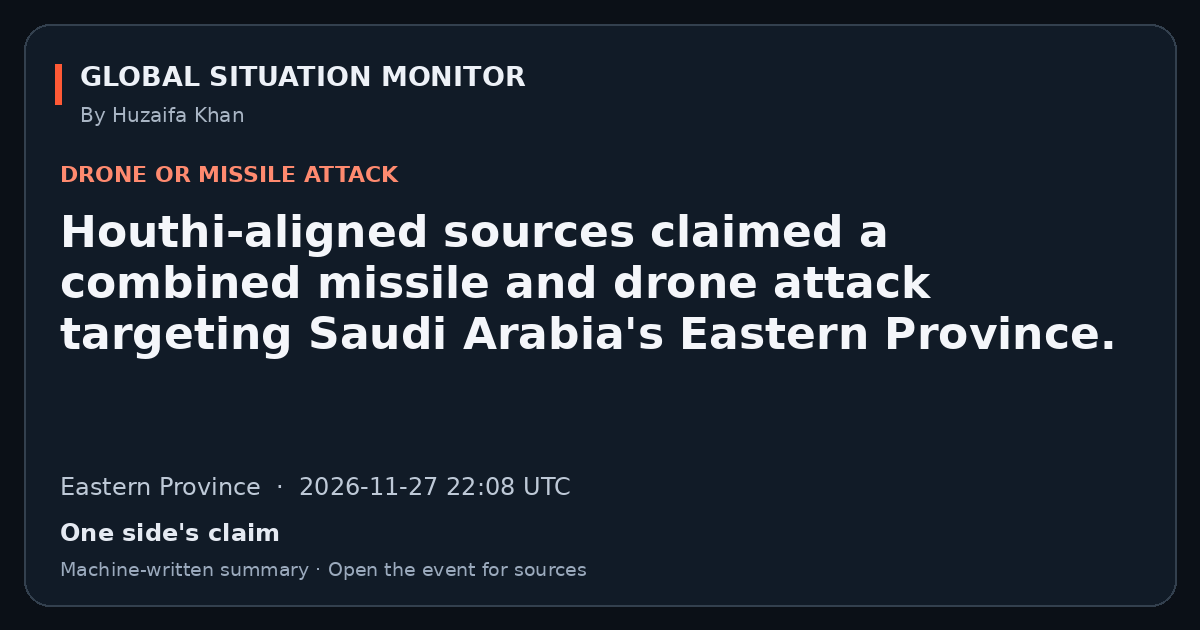 GLOBAL SITUATION MONITOR
By Huzaifa Khan
DRONE OR MISSILE ATTACK
Houthi-aligned sources claimed a
combined missile and drone attack
targeting Saudi Arabia's Eastern Province.
Eastern Province · 2026-11-27 22:08 UTC
One side's claim
Machine-written summary · Open the event for sources